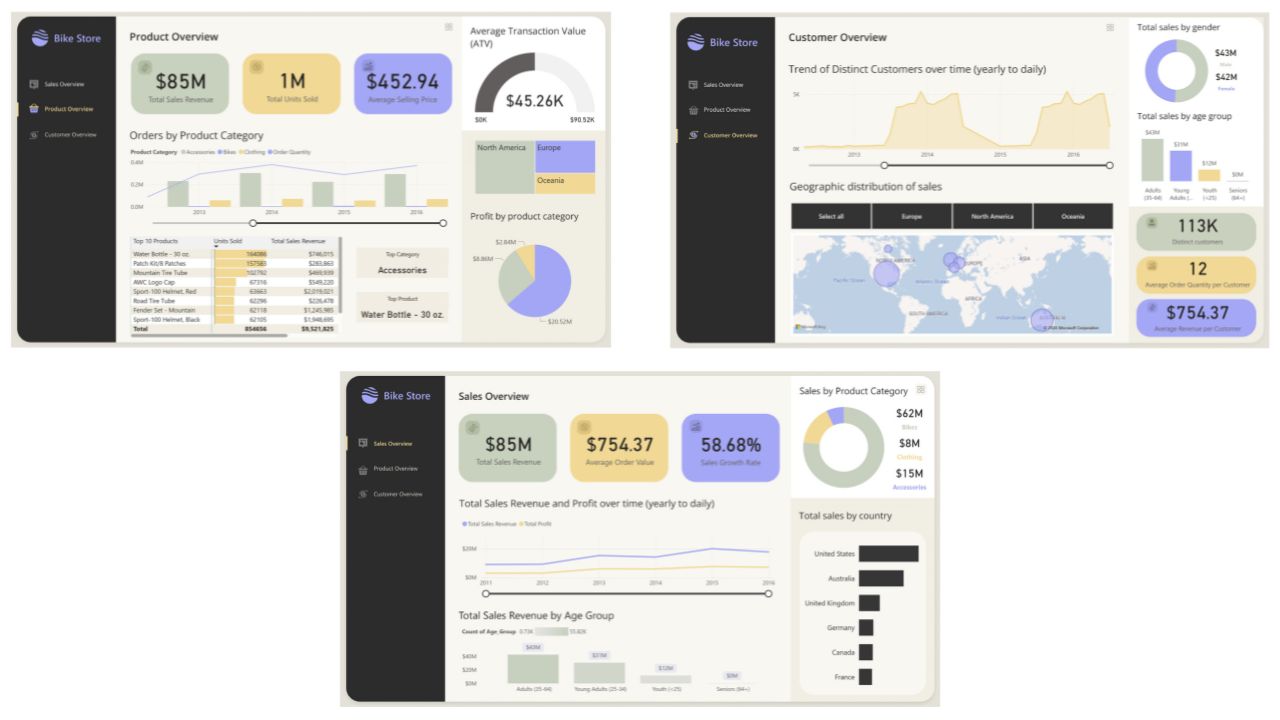 Bike Store
Sales Overview
Product Overview
Customer Overview
Product Overview
$85M
Total Sales Revenue
1M
Total Units Sold
$452.94
Average Selling Price
Orders by Product Category
Product Category Accessories Bikes Clothing Order Quantity
0.4M
0.2M
0.0M
2013 2014 2015 2016
Top 10 Products Units Sold Total Sales Revenue
Water Bottle - 30 oz. 164086 $746,015
Patch Kit/8 Patches 157583 $283,863
Mountain Tire Tube 102792 $469,939
AWC Logo Cap 67316 $549,220
Sport-100 Helmet, Red 63663 $2,019,021
Road Tire Tube 62296 $226,478
Fender Set - Mountain 62118 $1,245,985
Sport-100 Helmet, Black 62105 $1,948,695
Total 854656 $9,521,825
Top Category
Accessories
Top Product
Water Bottle - 30 oz.
Average Transaction Value
(ATV)
$45.26K
$0K $90.52K
North America Europe
Oceania
Profit by product category
$2.84M
$8.86M
$20.52M
Bike Store
Sales Overview
Product Overview
Customer Overview
Customer Overview
Trend of Distinct Customers over time (yearly to daily)
5K
0K
2013 2014 2015 2016
Geographic distribution of sales
Select all Europe North America Oceania
NORTH AMERICA EUROPE ASIA
Pacific Ocean Atlantic Ocean
AFRICA
SOUTH AMERICA Indian Ocean AUSTRALIA
Microsoft Bing © 2025 Microsoft Corporation
Total sales by gender
$43M
Male
$42M
Female
Total sales by age group
$43M
$31M
$12M
$0M
Adults Young Youth Seniors
(35-64) Adults (... (<25) (64+)
113K
Distinct customers
12
Average Order Quantity per Customer
$754.37
Average Revenue per Customer
Bike Store
Sales Overview
Product Overview
Customer Overview
Sales Overview
$85M
Total Sales Revenue
$754.37
Average Order Value
58.68%
Sales Growth Rate
Total Sales Revenue and Profit over time (yearly to daily)
Total Sales Revenue Total Profit
$20M
$0M
2011 2012 2013 2014 2015 2016
Total Sales Revenue by Age Group
Count of Age_Group 0.73K 55.82K
$40M
$20M
$0M
$43M
$31M
$12M
$0M
Adults (35-64) Young Adults (25-34) Youth (<25) Seniors (64+)
Sales by Product Category
$62M
Bikes
$8M
Clothing
$15M
Accessories
Total sales by country
United States
Australia
United Kingdom
Germany
Canada
France